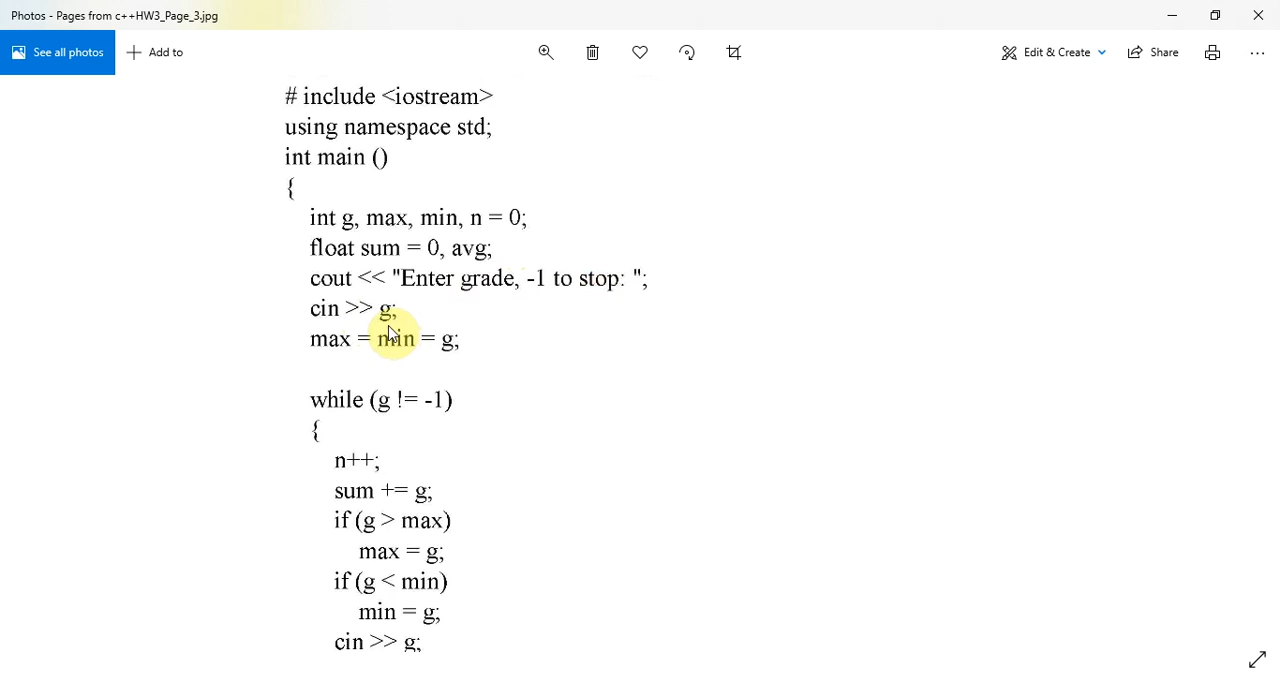 Photos - Pages from c++HW3_Page_3.jpg
See all photos
Add to
Edit & Create
Share
# include <iostream>
using namespace std;
int main ()
{
int g, max, min, n = 0;
float sum = 0, avg;
cout << "Enter grade, -1 to stop: ";
cin >> g;
max = min = g;
while (g != -1)
{
n++;
sum += g;
if (g > max)
max = g;
if (g < min)
min = g;
cin >> g;